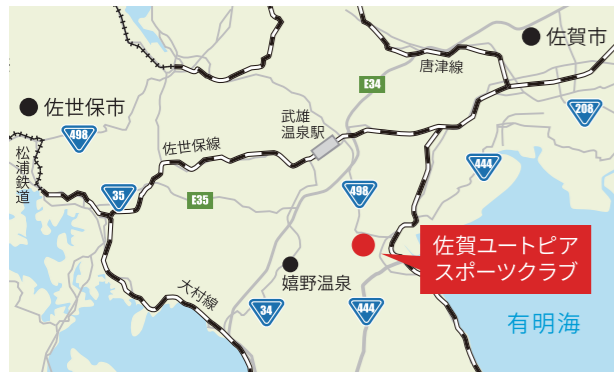 佐賀市
唐津線
E34
208
佐世保市
498
武雄
温泉駅
佐世保線
松浦鉄道
444
35
E35
498
佐賀ユートピア
スポーツクラブ
嬉野温泉
大村線
34
444
有明海